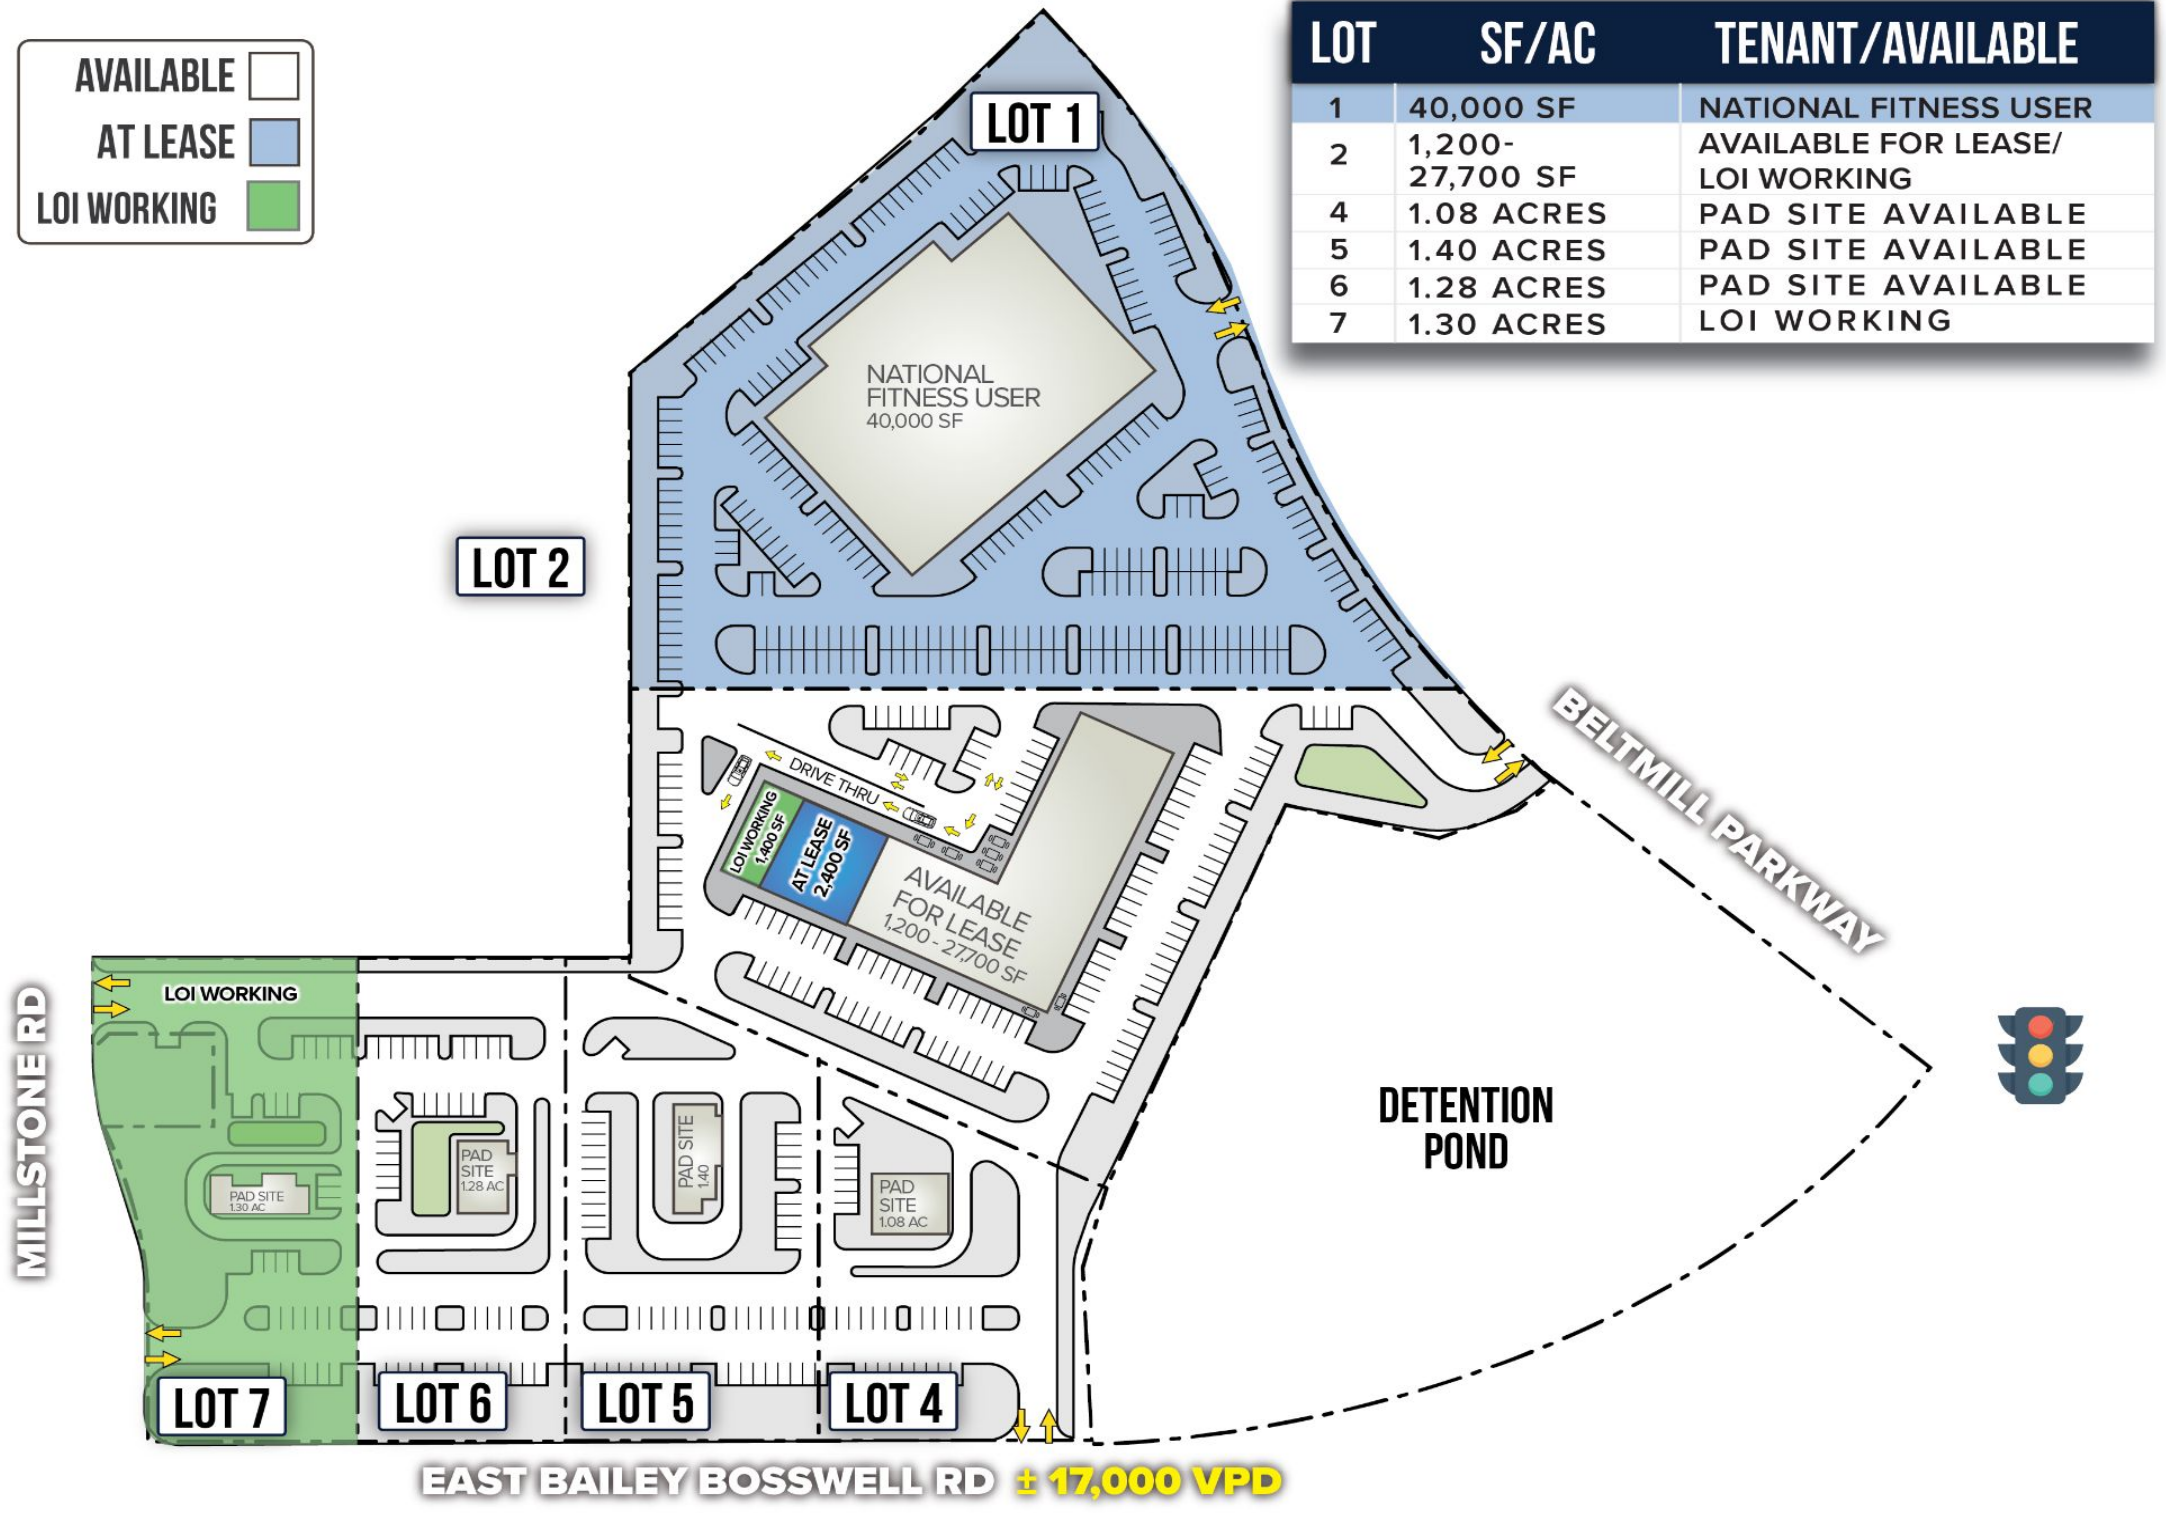 AVAILABLE
AT LEASE
LOI WORKING
LOT SF/AC TENANT/AVAILABLE
1 40,000 SF NATIONAL FITNESS USER
2 1,200- AVAILABLE FOR LEASE/
27,700 SF LOI WORKING
4 1.08 ACRES PAD SITE AVAILABLE
5 1.40 ACRES PAD SITE AVAILABLE
6 1.28 ACRES PAD SITE AVAILABLE
7 1.30 ACRES LOI WORKING
LOT 1
NATIONAL
FITNESS USER
40,000 SF
LOT 2
DRIVE THRU
LOI WORKING
1,400 SF
AT LEASE
2,400 SF
AVAILABLE
FOR LEASE
1,200 - 27,700 SF
BELTMILL PARKWAY
MILLSTONE RD
LOI WORKING
PAD SITE
1.30 AC
PAD
SITE
1.28 AC
PAD SITE
1.40
PAD
SITE
1.08 AC
DETENTION
POND
LOT 7
LOT 6
LOT 5
LOT 4
EAST BAILEY BOSSWELL RD ± 17,000 VPD